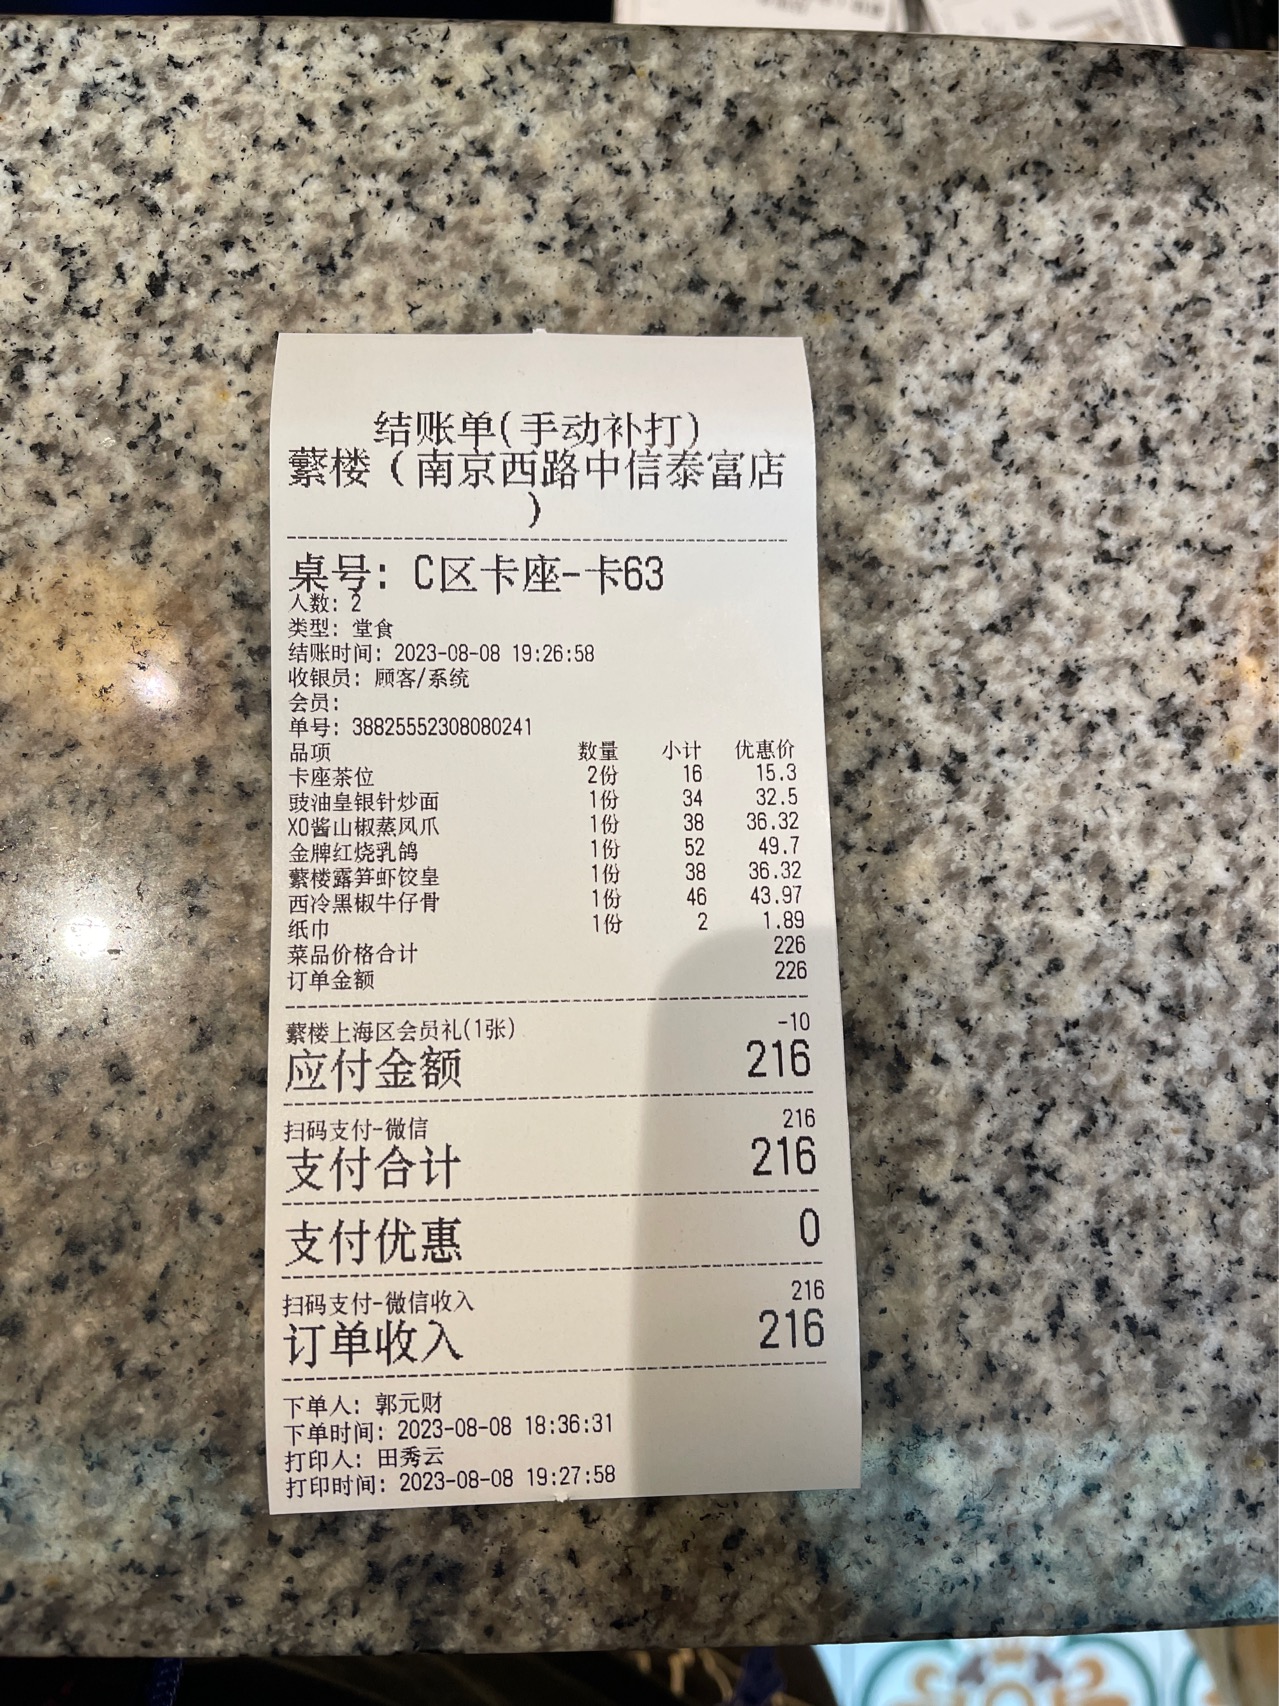 结账单(手动补打)
蘩楼（南京西路中信泰富店
）
桌号: C区卡座-卡63
人数: 2
类型: 堂食
结账时间: 2023-08-08 19:26:58
收银员: 顾客/系统
会员:
单号: 38825552308080241
品项 数量 小计 优惠价
卡座茶位 2份 16 15.3
豉油皇银针炒面 1份 34 32.5
XO酱山椒蒸凤爪 1份 38 36.32
金牌红烧乳鸽 1份 52 49.7
蘩楼露笋虾饺皇 1份 38 36.32
西冷黑椒牛仔骨 1份 46 43.97
纸巾 1份 2 1.89
菜品价格合计 226
订单金额 226
蘩楼上海区会员礼(1张) -10
应付金额 216
扫码支付-微信 216
支付合计 216
支付优惠 0
扫码支付-微信收入 216
订单收入 216
下单人: 郭元财
下单时间: 2023-08-08 18:36:31
打印人: 田秀云
打印时间: 2023-08-08 19:27:58